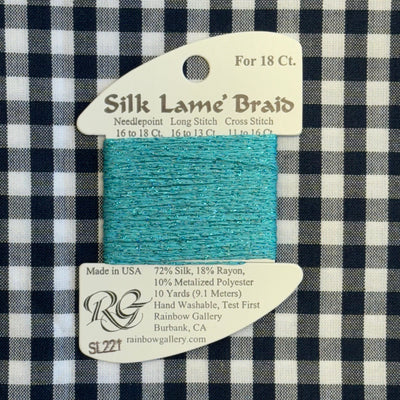 For 18 Ct.
Silk Lame' Braid
Needlepoint Long Stitch Cross Stitch
16 to 18 Ct. 16 to 13 Ct. 11 to 16 Ct.
Made in USA
72% Silk, 18% Rayon,
10% Metalized Polyester
10 Yards (9.1 Meters)
Hand Washable, Test First
Rainbow Gallery
Burbank, CA
rainbowgallery.com
RG
SL221